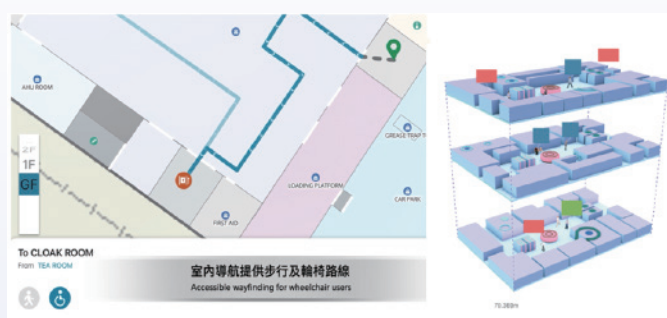 AHU ROOM
GREASE TRAP T
2F
1F
GF
LOADING PLATFORM
CAR PARK
FIRST AID
To CLOAK ROOM
From TEA ROOM
室內導航提供步行及輪椅路線
Accessible wayfinding for wheelchair users